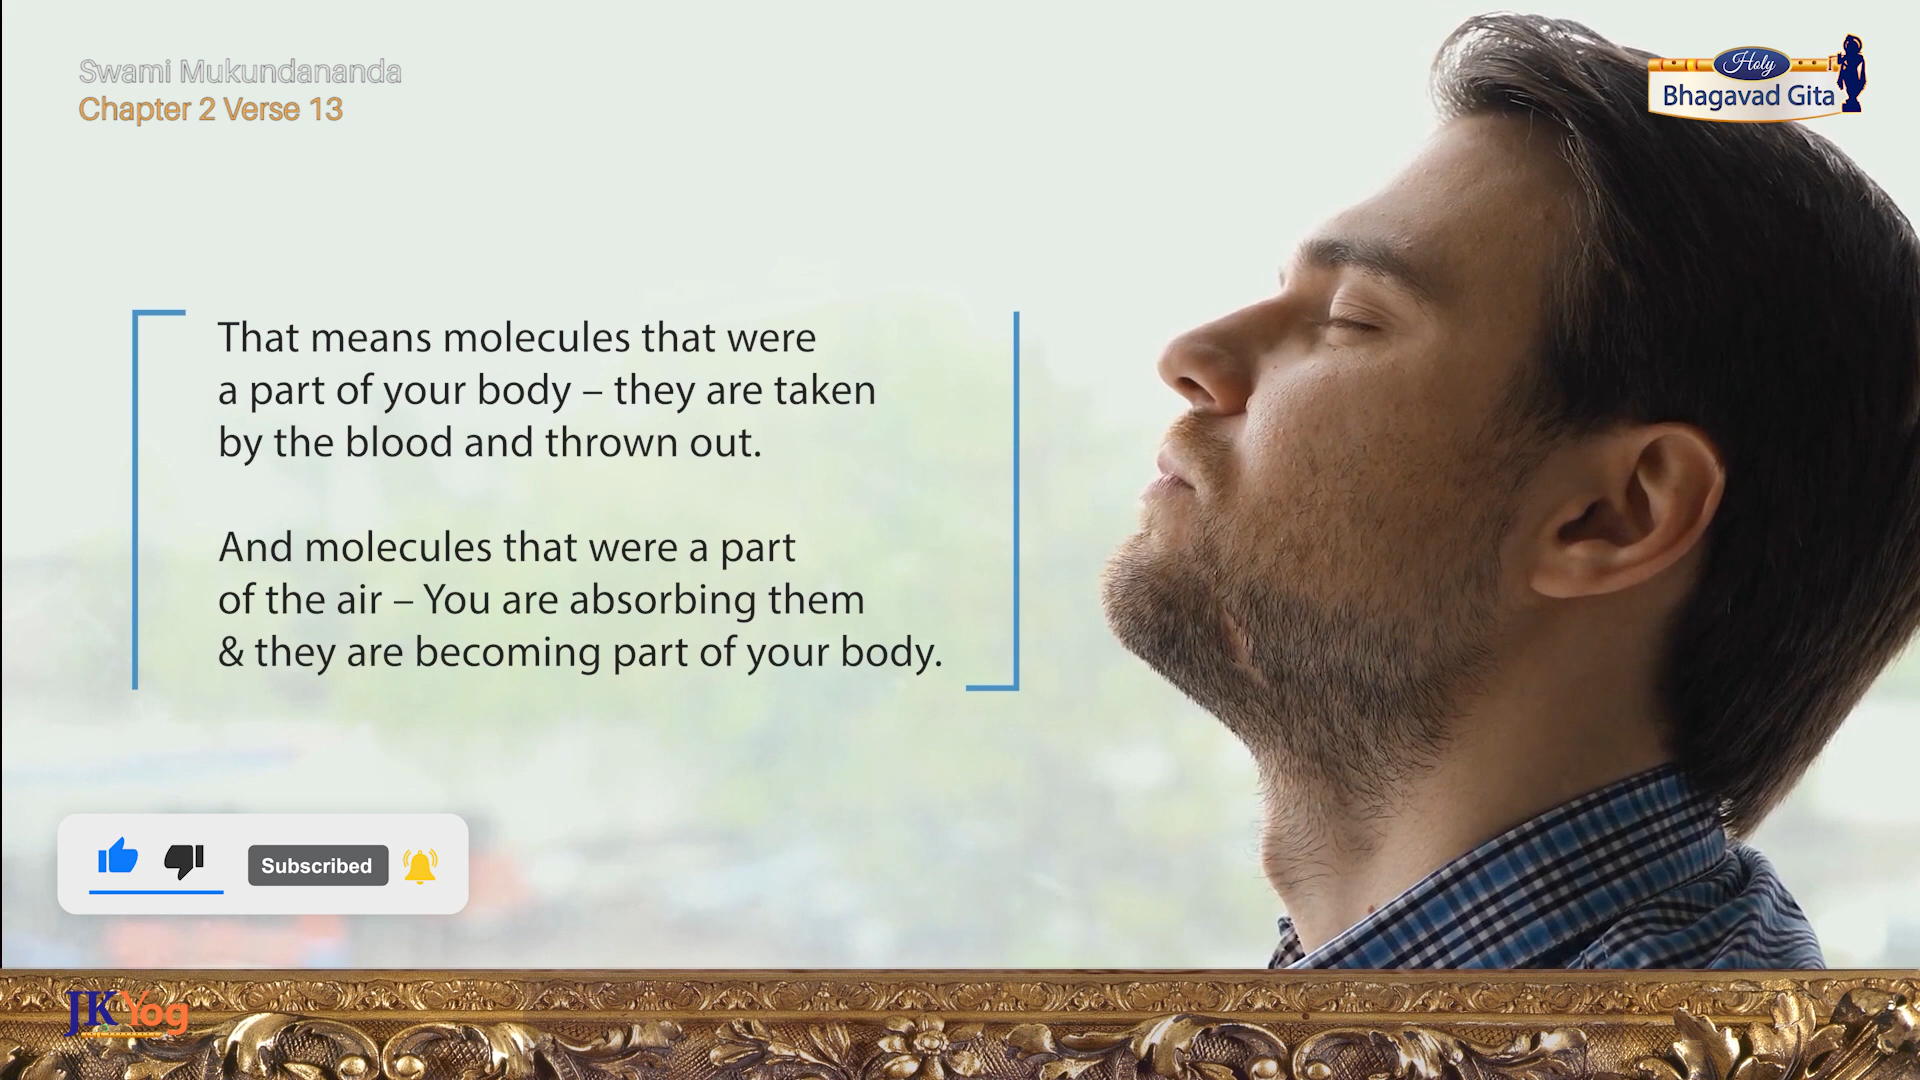 Swami Mukundananda
Chapter 2 Verse 13
Holy
Bhagavad Gita
That means molecules that were
a part of your body – they are taken
by the blood and thrown out.
And molecules that were a part
of the air – You are absorbing them
& they are becoming part of your body.
Subscribed
JKYog